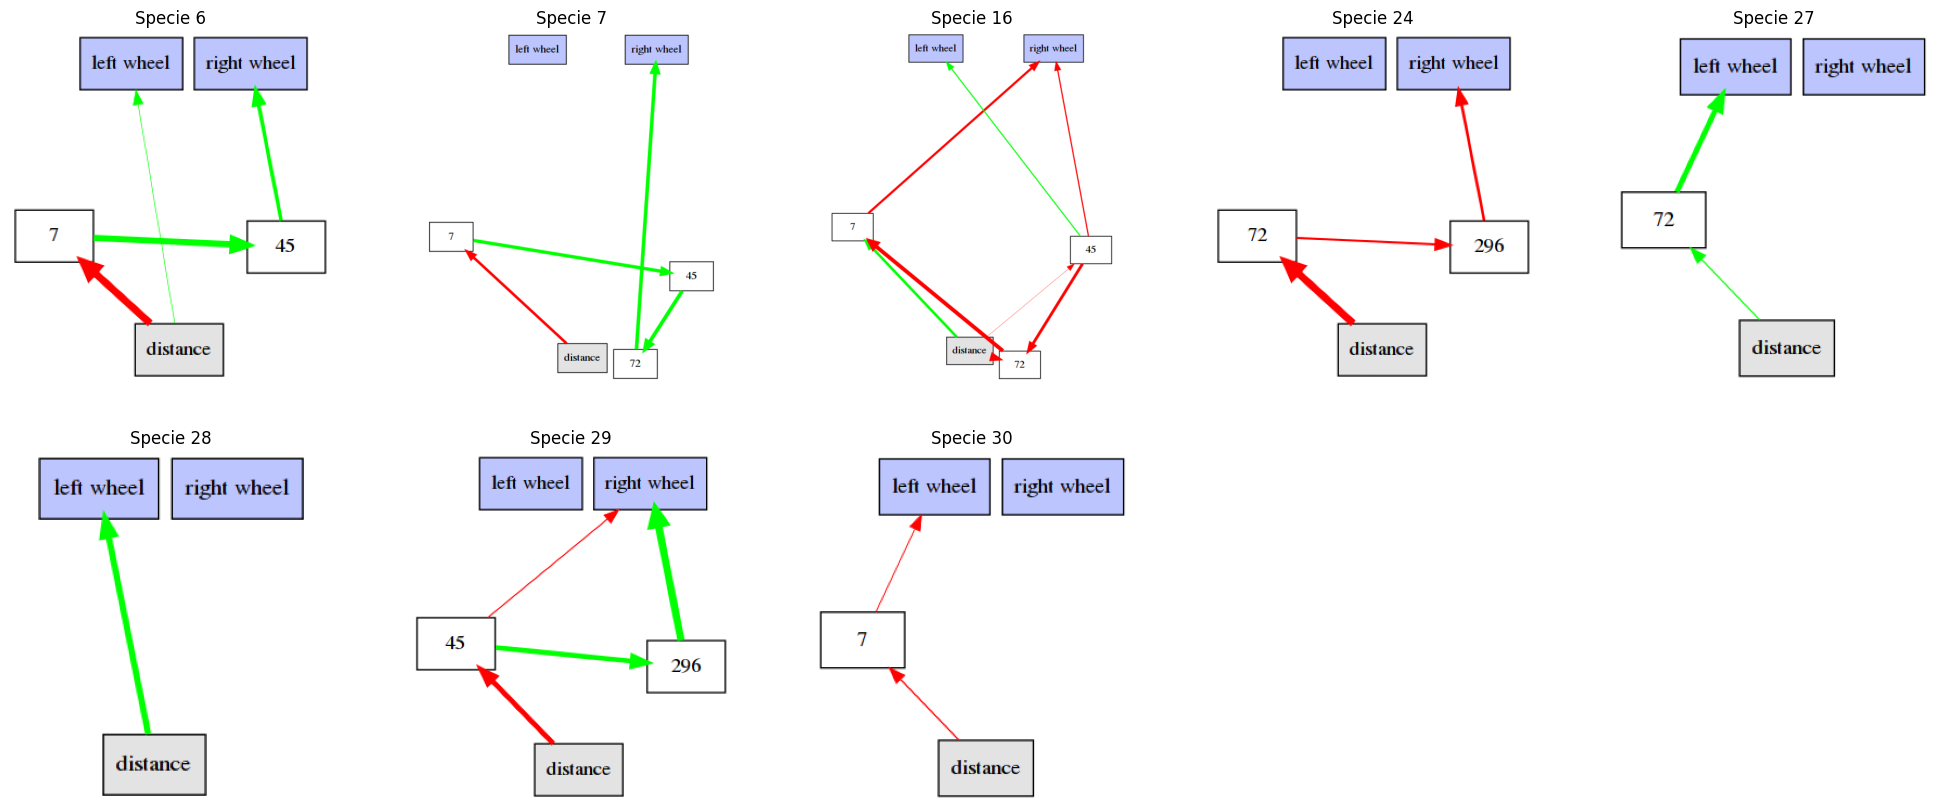 Specie 6
left wheel
right wheel
7
45
distance
Specie 7
left wheel
right wheel
7
45
distance
72
Specie 16
left wheel
right wheel
7
45
distance
72
Specie 24
left wheel
right wheel
72
296
distance
Specie 27
left wheel
right wheel
72
distance
Specie 28
left wheel
right wheel
distance
Specie 29
left wheel
right wheel
45
296
distance
Specie 30
left wheel
right wheel
7
distance